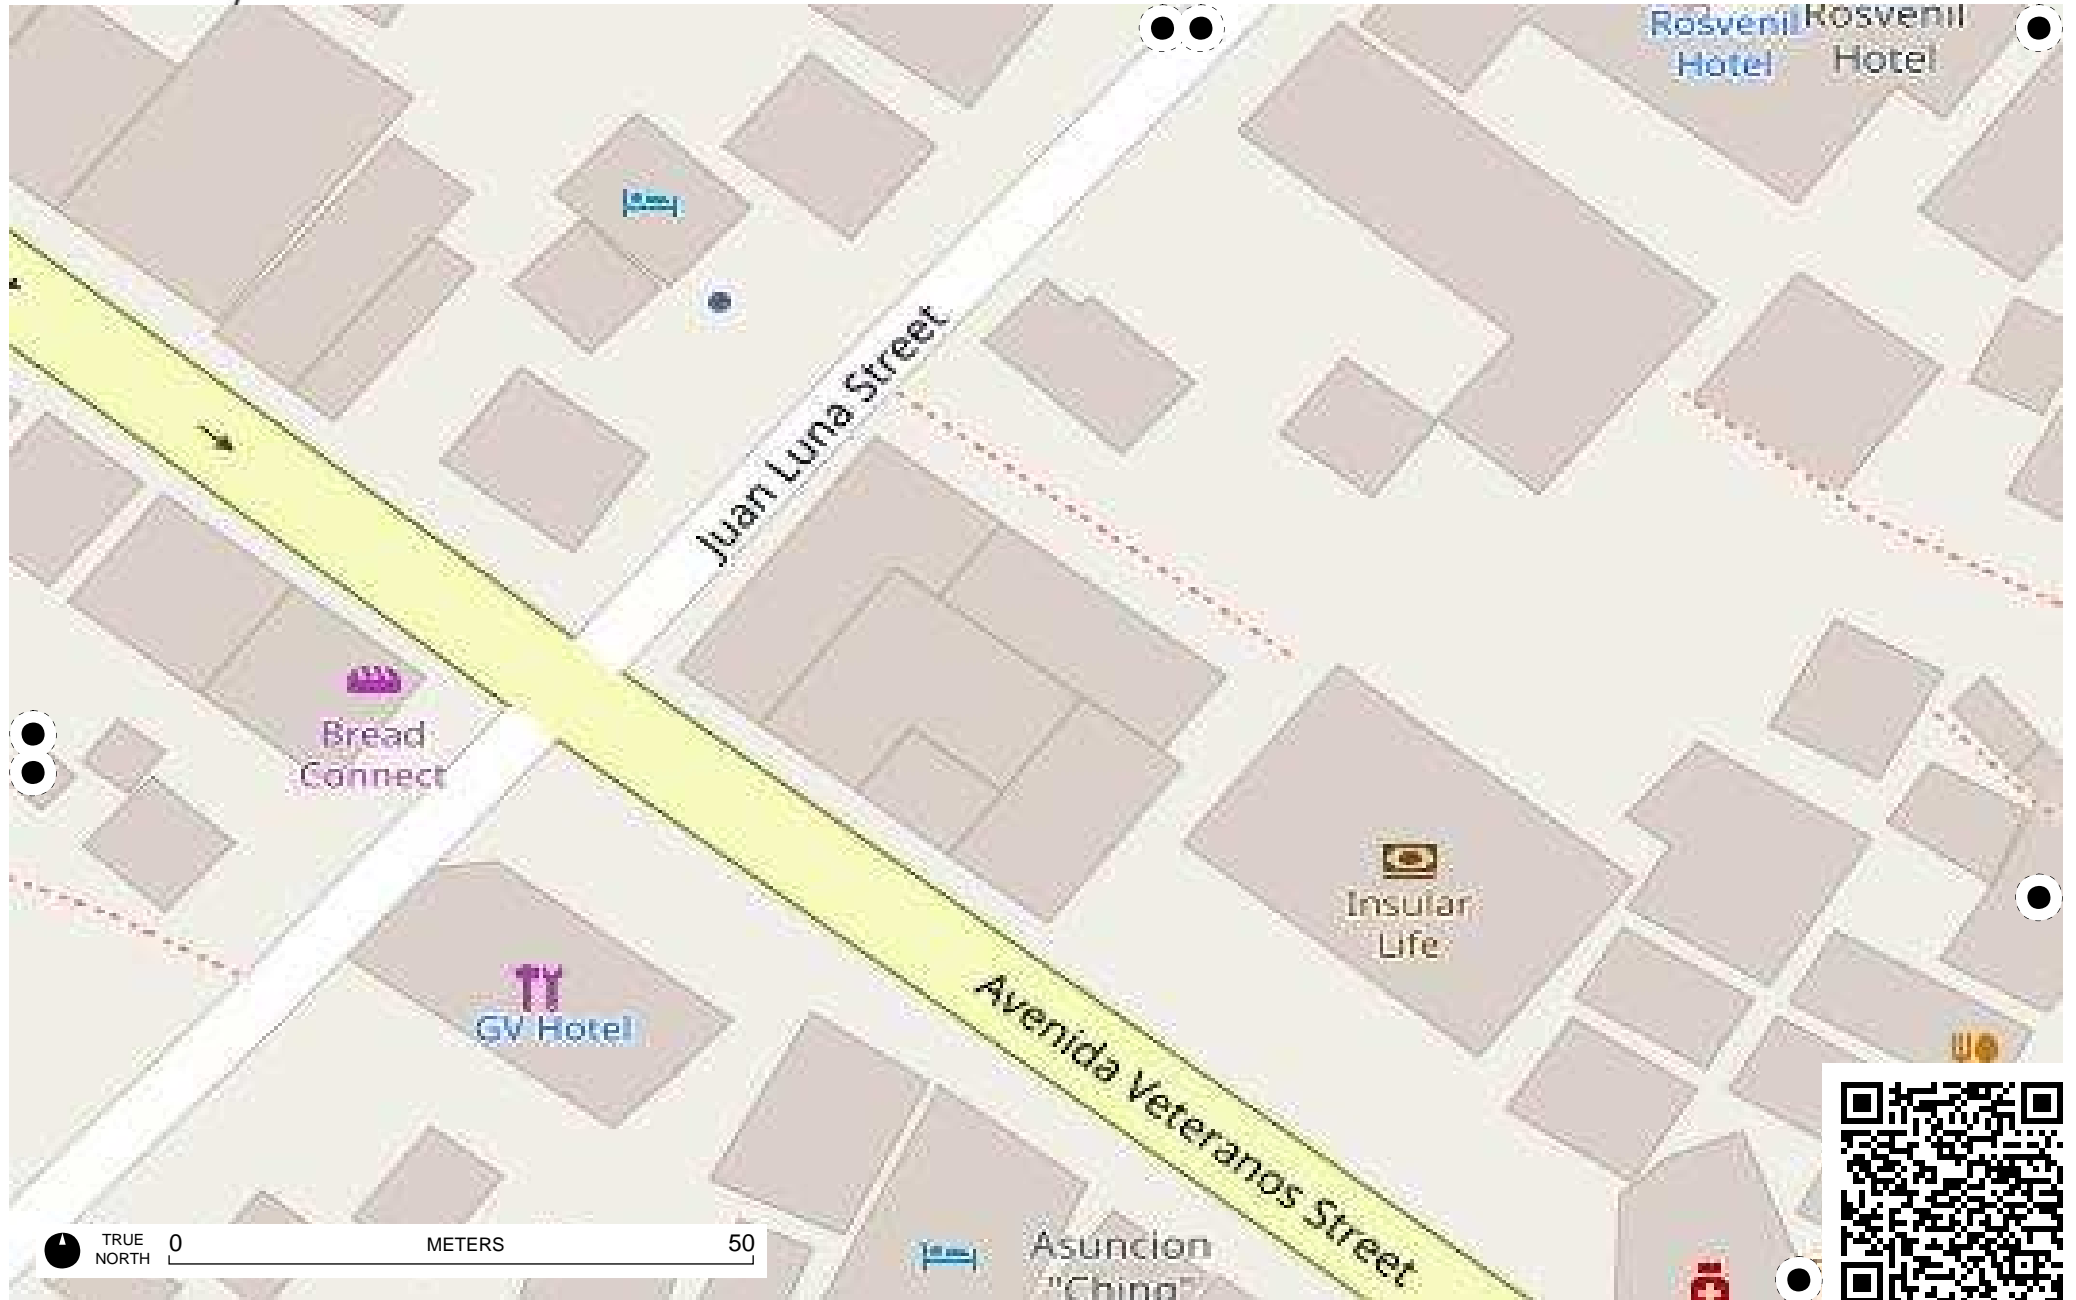 Rosvenil
Hotel
Rosvenil
Hotel
Juan Luna Street
Bread
Connect
Insular
Life
Avenida Veteranos Street
GV Hotel
Asuncion
"Ching"
TRUE
NORTH
0 METERS 50